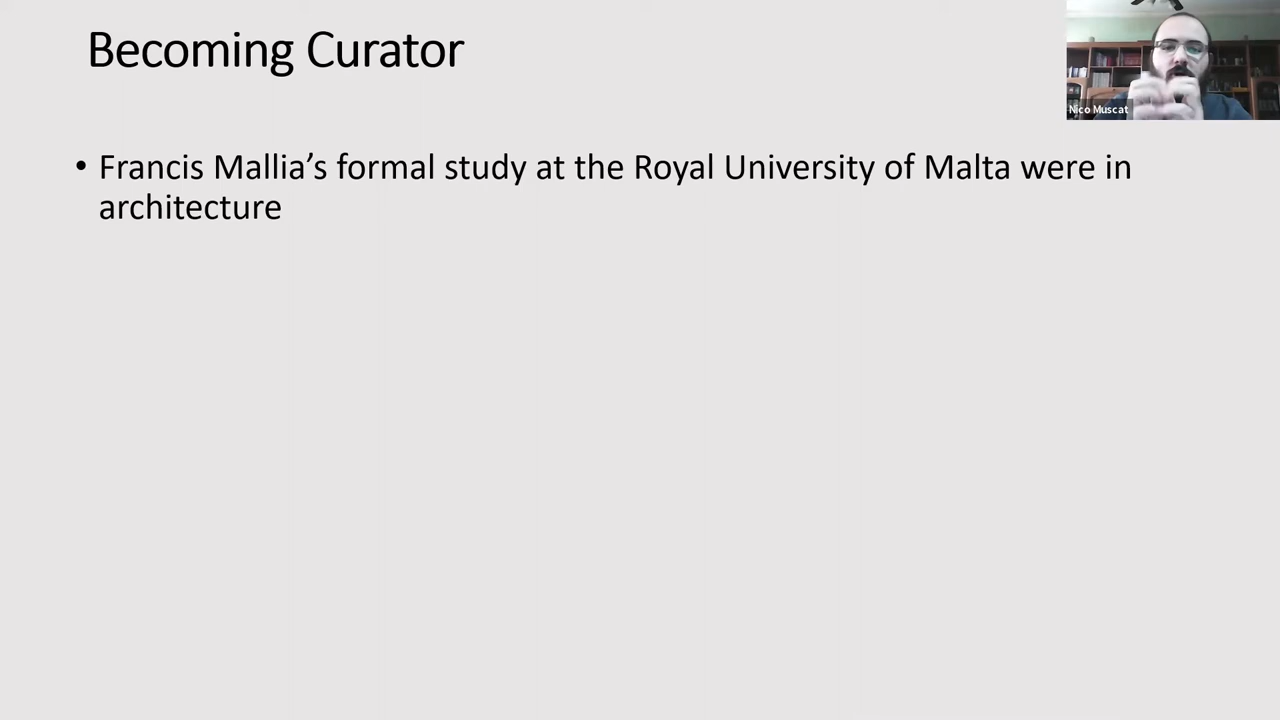 Becoming Curator
Nico Muscat
• Francis Mallia’s formal study at the Royal University of Malta were in
architecture